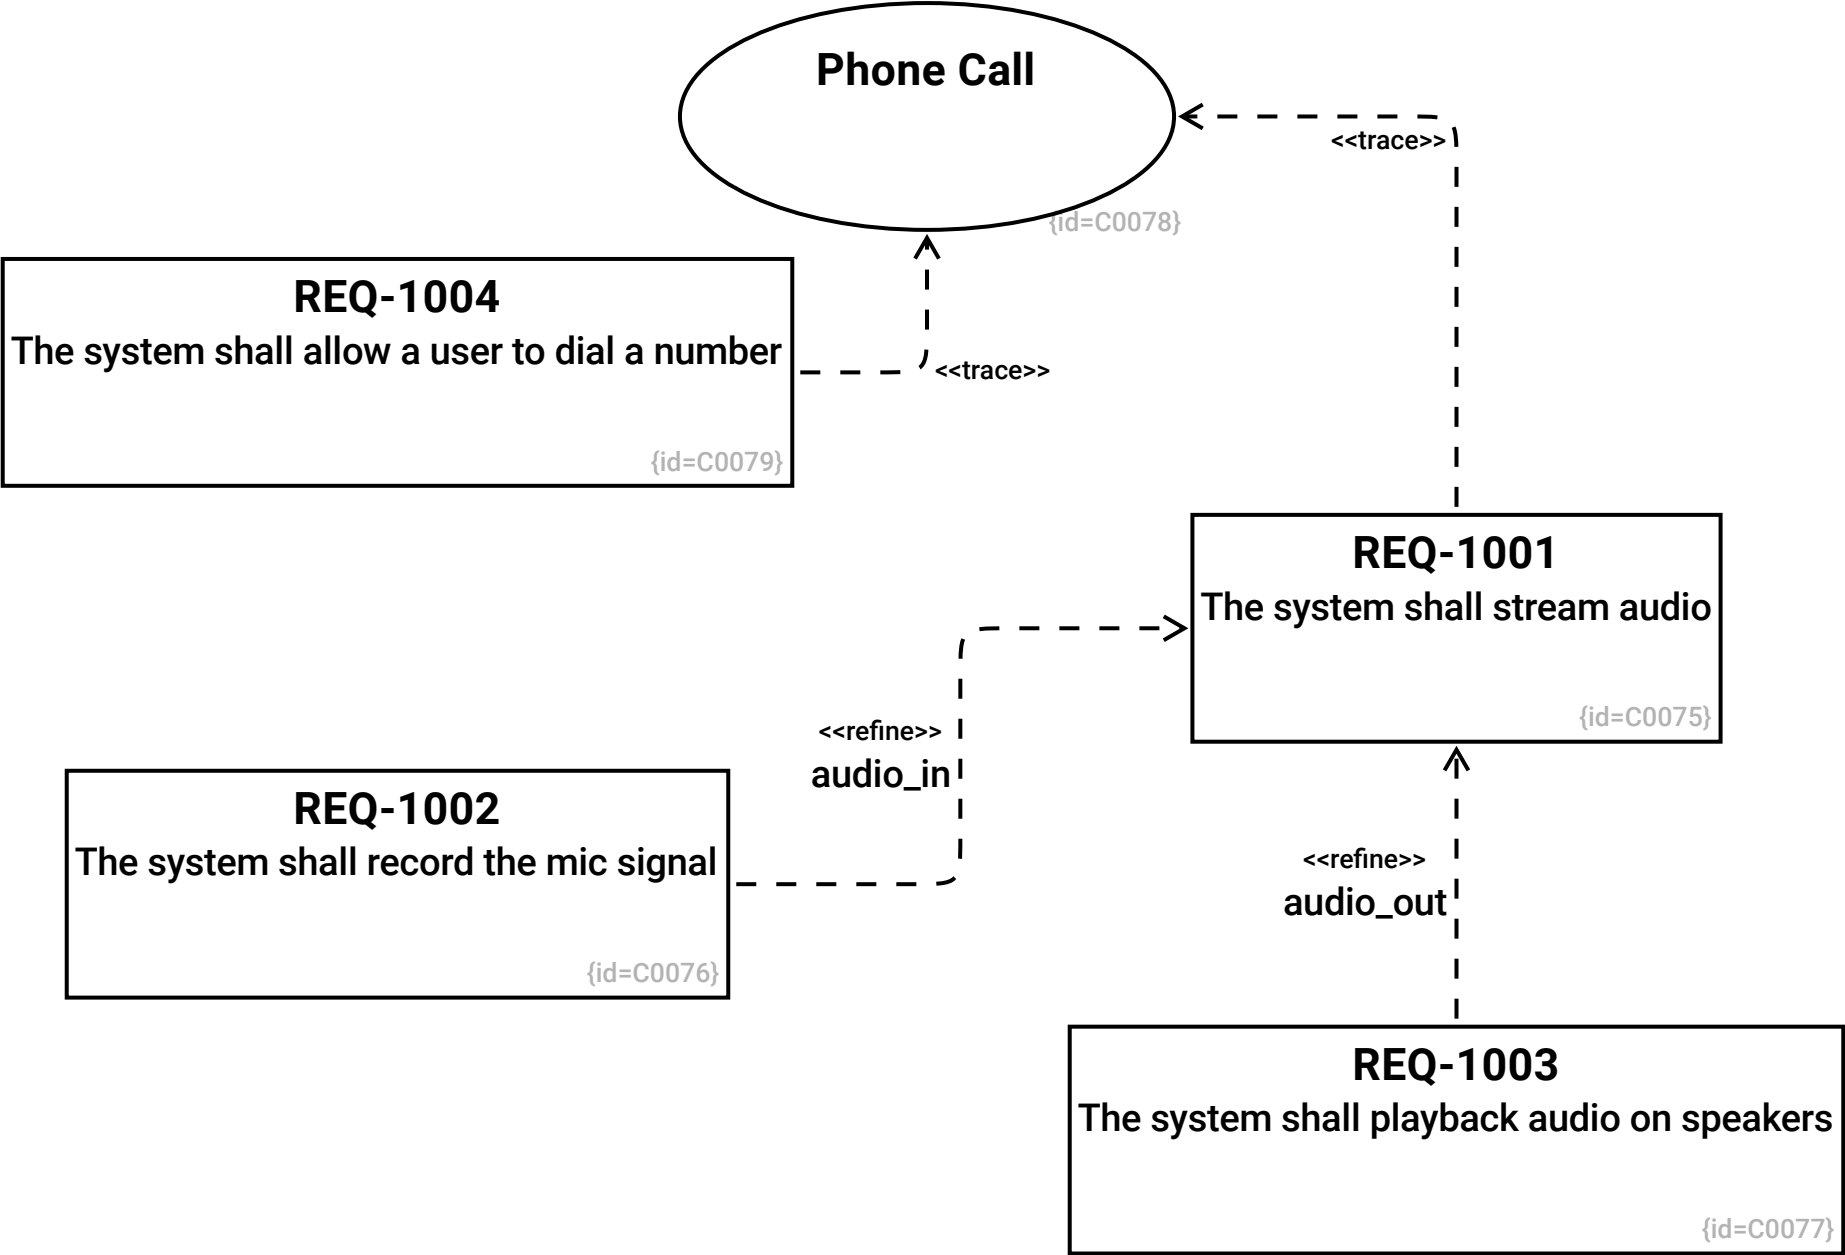 Phone Call
<<trace>>
{id=C0078}
REQ-1004
The system shall allow a user to dial a number
<<trace>>
{id=C0079}
REQ-1001
The system shall stream audio
{id=C0075}
<<refine>>
audio_in
REQ-1002
The system shall record the mic signal
{id=C0076}
<<refine>>
audio_out
REQ-1003
The system shall playback audio on speakers
{id=C0077}